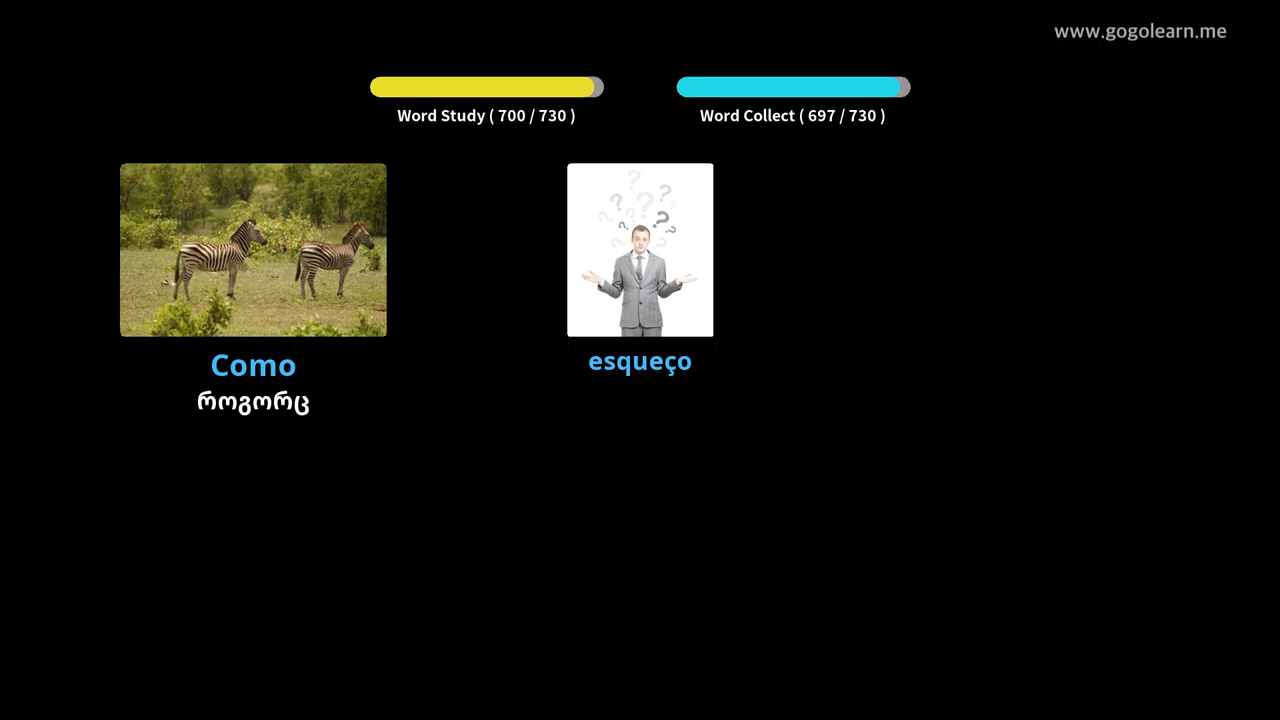 www.gogolearn.me
Word Study ( 700 / 730 )
Word Collect ( 697 / 730 )
Como
როგორც
esqueço